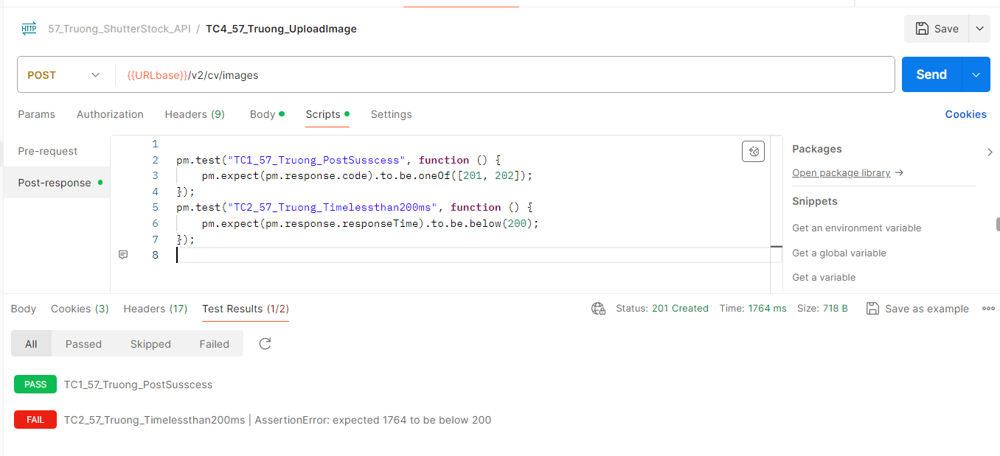 HTTP 57_Truong_ShutterStock_API / TC4_57_Truong_UploadImage Save
POST {{URLbase}}/v2/cv/images Send
Params Authorization Headers (9) Body Scripts Settings Cookies
Pre-request
Post-response
1
2 pm.test("TC1_57_Truong_PostSusscess", function () {
3 pm.expect(pm.response.code).to.be.oneOf([201, 202]);
4 });
5 pm.test("TC2_57_Truong_Timelessthan200ms", function () {
6 pm.expect(pm.response.responseTime).to.be.below(200);
7 });
8
Packages
Open package library →
Snippets
Get an environment variable
Get a global variable
Get a variable
Body Cookies (3) Headers (17) Test Results (1/2) Status: 201 Created Time: 1764 ms Size: 718 B Save as example
All Passed Skipped Failed
PASS TC1_57_Truong_PostSusscess
FAIL TC2_57_Truong_Timelessthan200ms | AssertionError: expected 1764 to be below 200